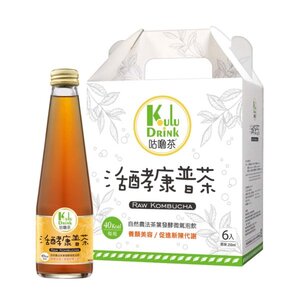 Kulu
DRINK
咕嚕茶
活酵康普茶
RAW KOMBUCHA
40Kcal
自然農法茶葉發酵微氣泡飲
養顏美容／促進新陳代謝
6入
Kulu
DRINK
咕嚕茶
活酵康普茶
RAW KOMBUCHA